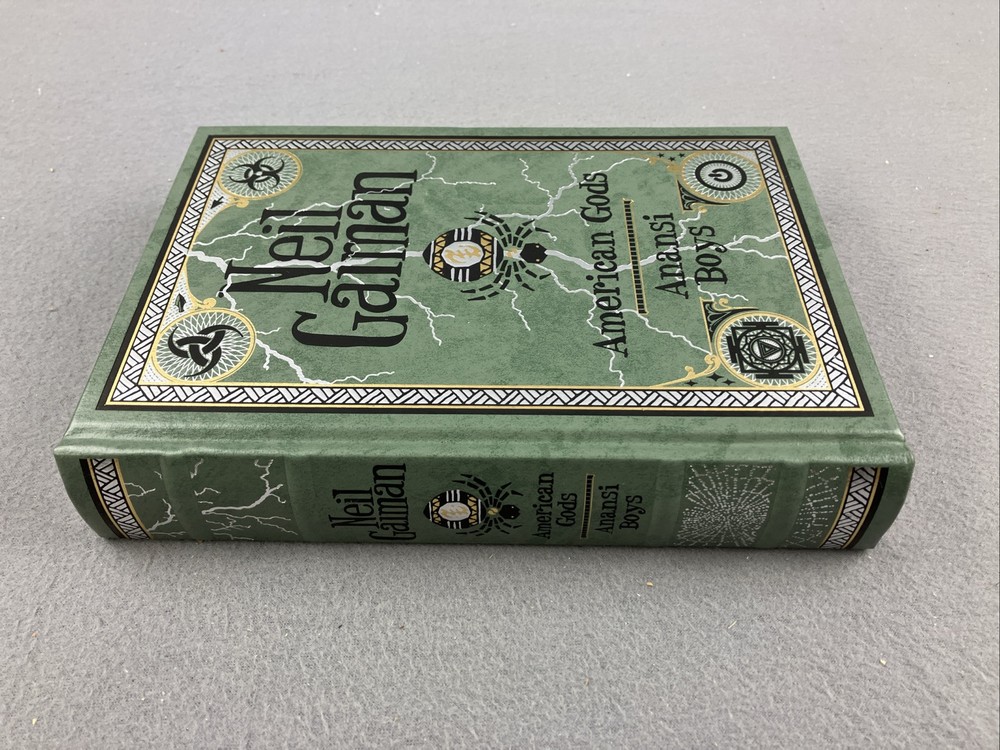 Neil
Gaiman
American Gods
Anansi
Boys
Neil
Gaiman
American
Gods
Anansi
Boys